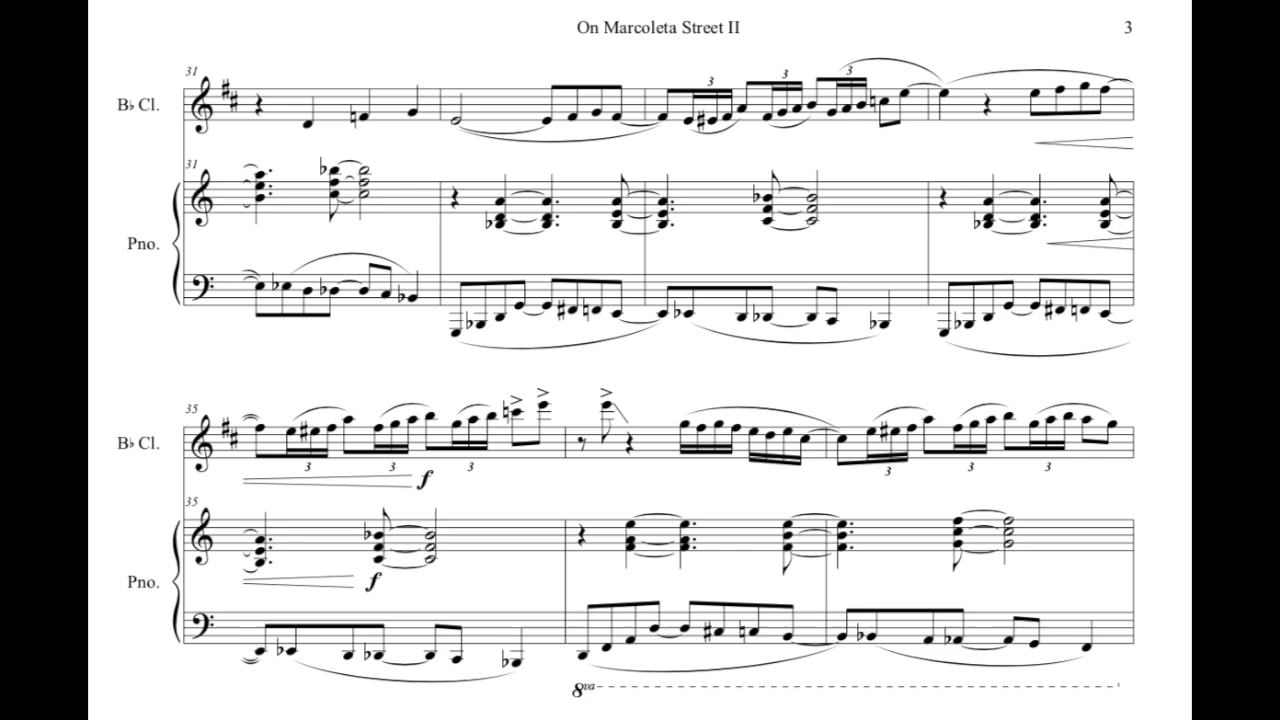 On Marcoleta Street II 3
31
3 3 3
B♭ Cl.
31
Pno.
35
B♭ Cl.
3 3 3 3 3 3
f
35
Pno.
f
8va